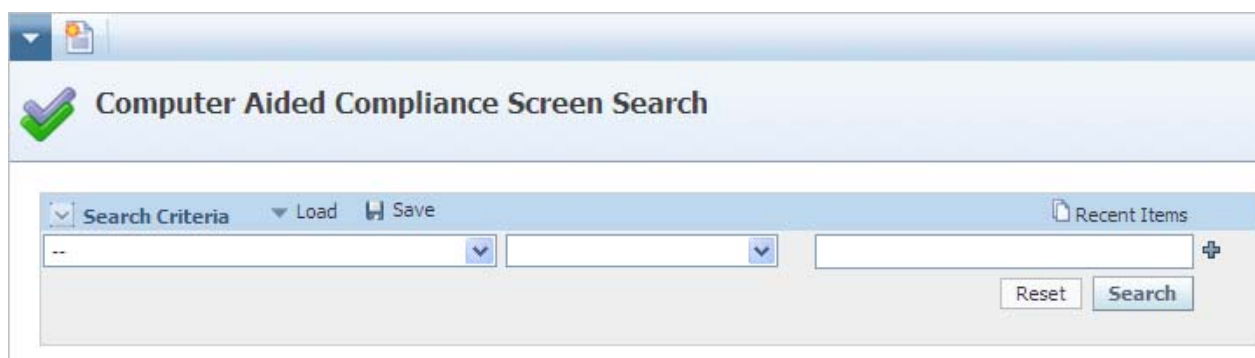 Computer Aided Compliance Screen Search
Search Criteria Load Save Recent Items
--
Reset Search